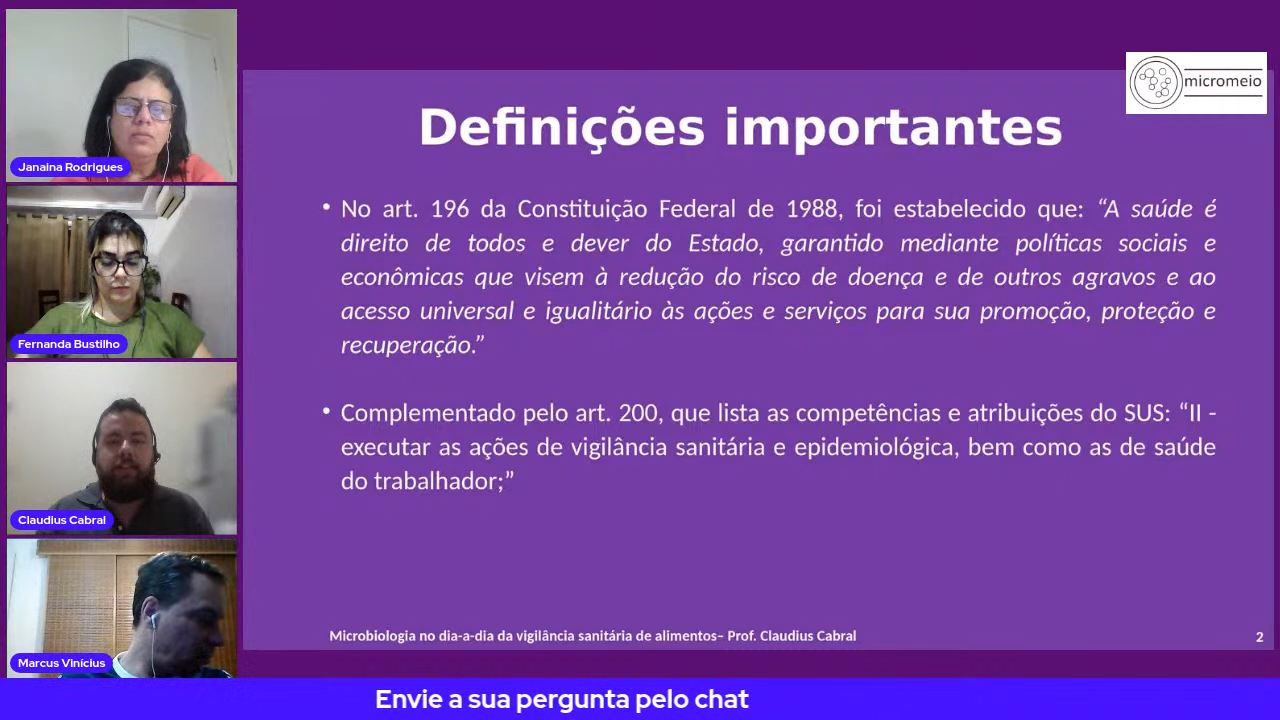 Janaina Rodrigues
Fernanda Bustilho
Claudius Cabral
Marcus Vinícius
micromeio
Definições importantes
• No art. 196 da Constituição Federal de 1988, foi estabelecido que: “A saúde é
direito de todos e dever do Estado, garantido mediante políticas sociais e
econômicas que visem à redução do risco de doença e de outros agravos e ao
acesso universal e igualitário às ações e serviços para sua promoção, proteção e
recuperação.”
• Complementado pelo art. 200, que lista as competências e atribuições do SUS: “II -
executar as ações de vigilância sanitária e epidemiológica, bem como as de saúde
do trabalhador;”
Microbiologia no dia-a-dia da vigilância sanitária de alimentos– Prof. Claudius Cabral
2
Envie a sua pergunta pelo chat